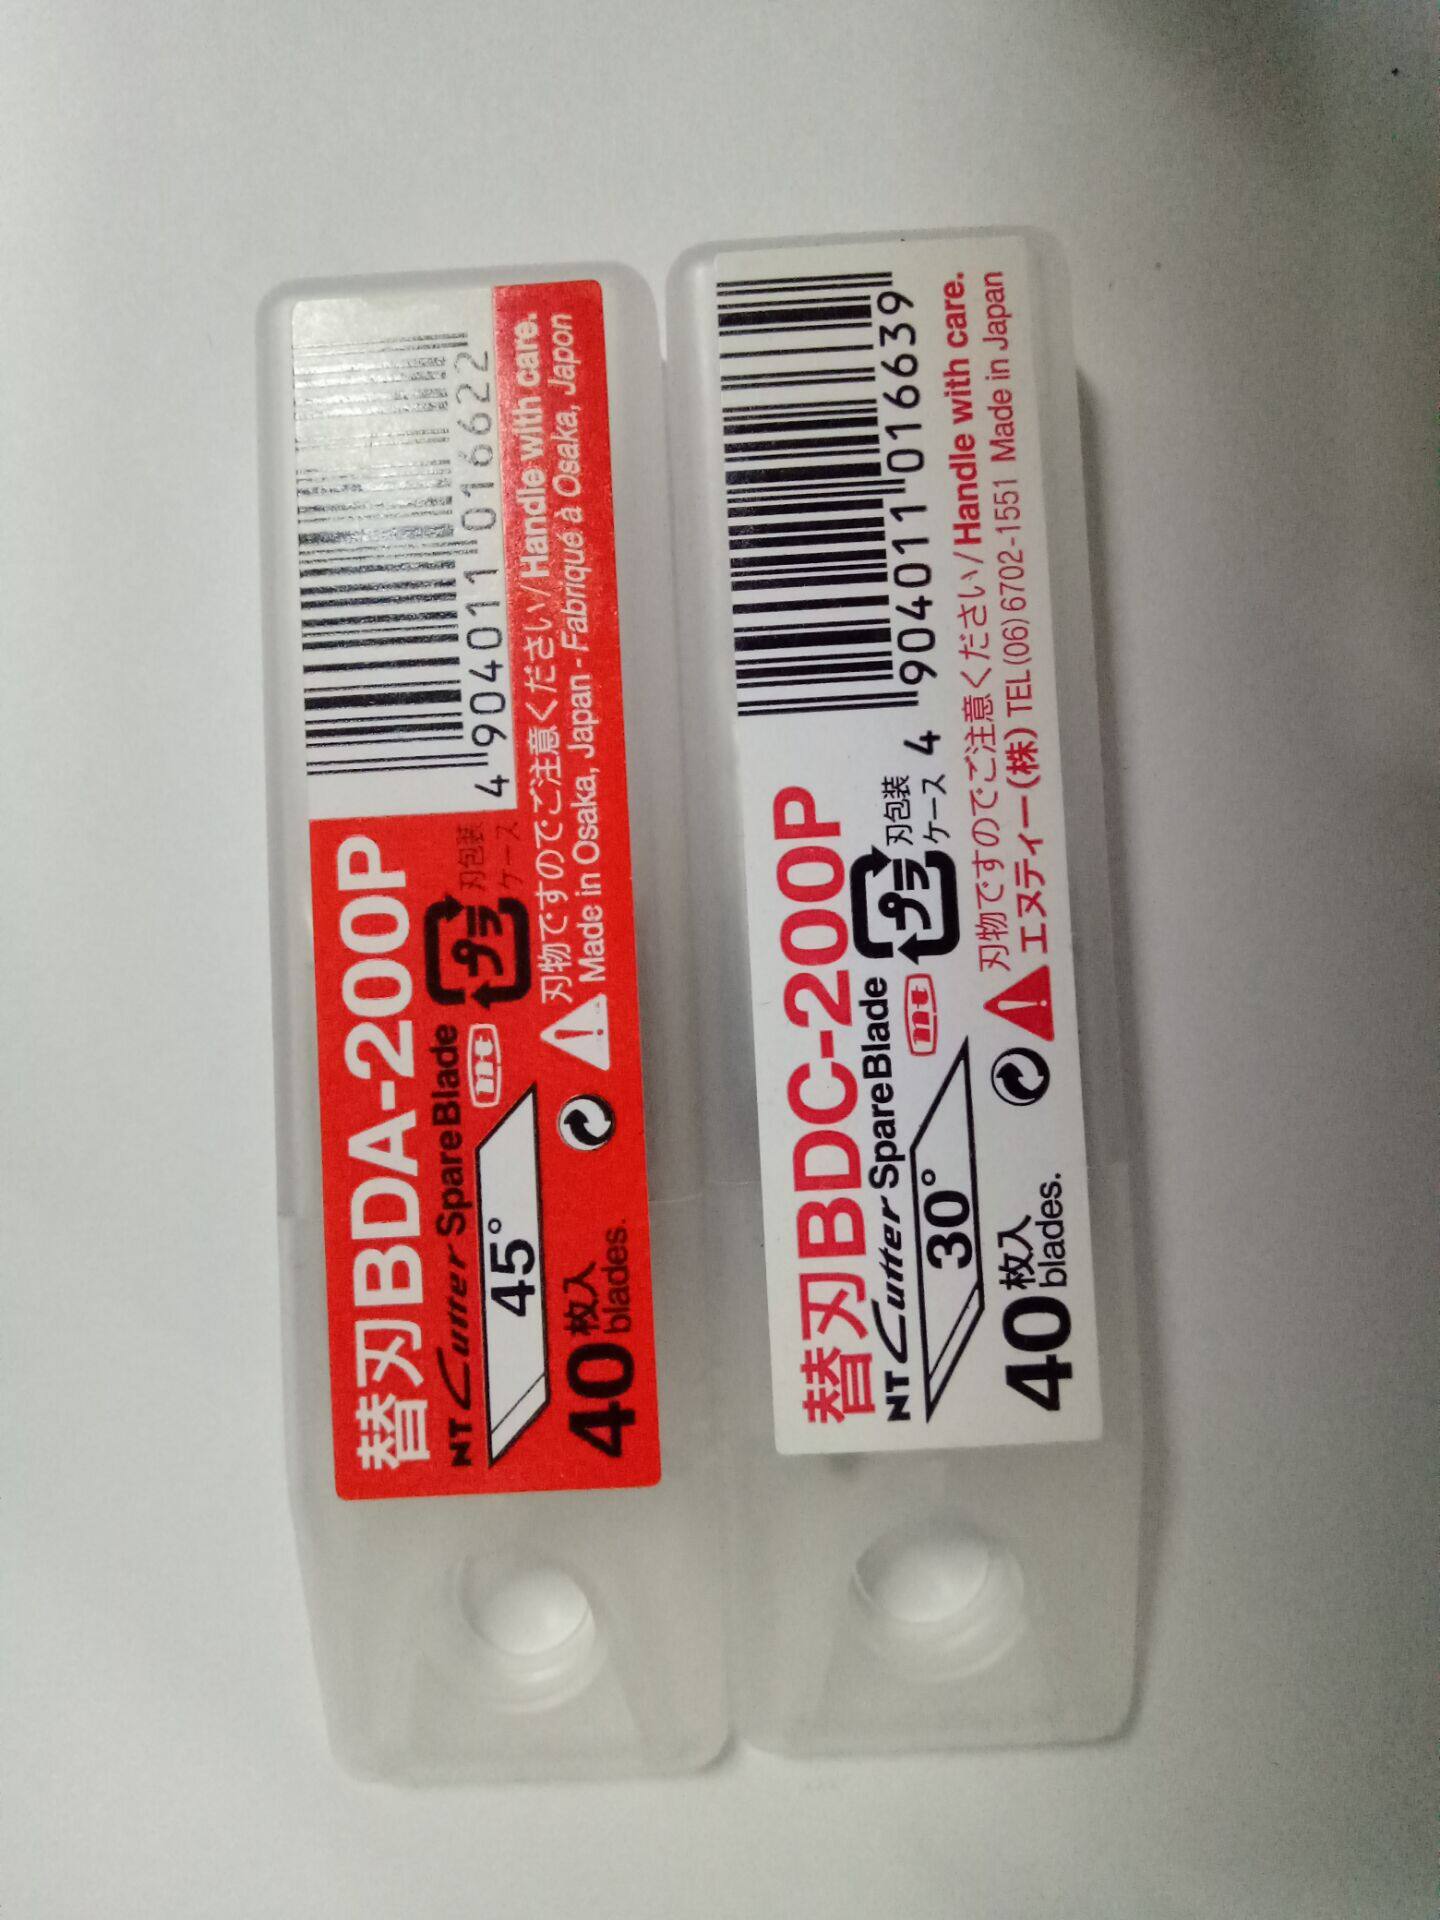 替刃BDA-200P
NT Cutter SpareBlade
nt
プラ
刃包装
ケース
45°
40枚入
blades.
刃物ですのでご注意ください/Handle with care.
Made in Osaka, Japan - Fabriqué à Osaka, Japon
4 904011 016622
替刃BDC-200P
NT Cutter SpareBlade
nt
プラ
刃包装
ケース
30°
40枚入
blades.
刃物ですのでご注意ください/Handle with care.
エヌティー(株) TEL(06)6702-1551 Made in Japan
4 904011 016639